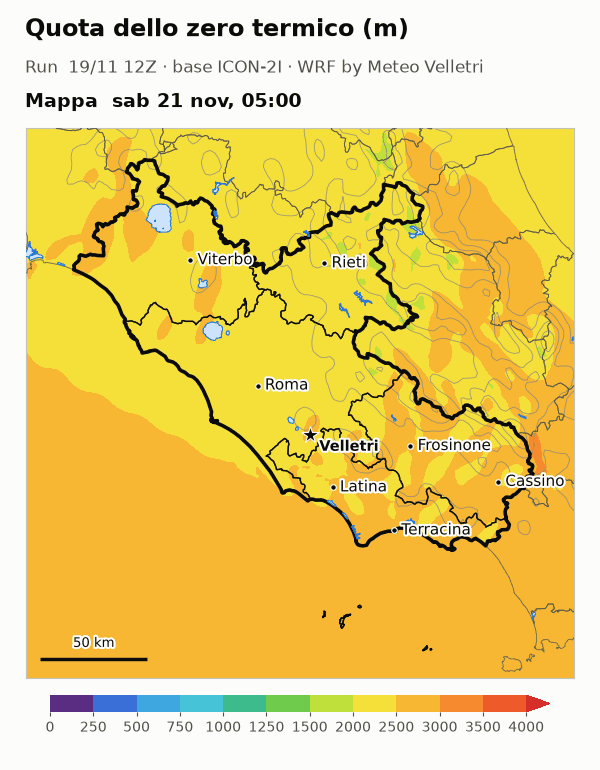 Quota dello zero termico (m)
Run 19/11 12Z · base ICON-2I · WRF by Meteo Velletri
Mappa sab 21 nov, 05:00
Viterbo
Rieti
Roma
Velletri
Frosinone
Cassino
Latina
Terracina
50 km
0 250 500 750 1000 1250 1500 2000 2500 3000 3500 4000